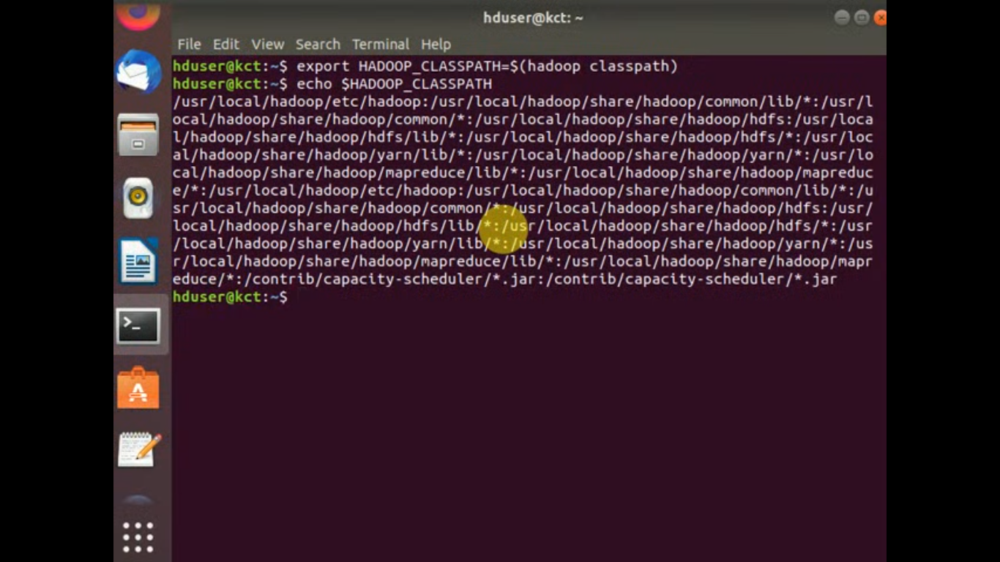 hduser@kct: ~
File Edit View Search Terminal Help
hduser@kct:~$ export HADOOP_CLASSPATH=$(hadoop classpath)
hduser@kct:~$ echo $HADOOP_CLASSPATH
/usr/local/hadoop/etc/hadoop:/usr/local/hadoop/share/hadoop/common/lib/*:/usr/l
ocal/hadoop/share/hadoop/common/*:/usr/local/hadoop/share/hadoop/hdfs:/usr/loca
l/hadoop/share/hadoop/hdfs/lib/*:/usr/local/hadoop/share/hadoop/hdfs/*:/usr/loc
al/hadoop/share/hadoop/yarn/lib/*:/usr/local/hadoop/share/hadoop/yarn/*:/usr/lo
cal/hadoop/share/hadoop/mapreduce/lib/*:/usr/local/hadoop/share/hadoop/mapreduc
e/*:/usr/local/hadoop/etc/hadoop:/usr/local/hadoop/share/hadoop/common/lib/*:/u
sr/local/hadoop/share/hadoop/common/*:/usr/local/hadoop/share/hadoop/hdfs:/usr/
local/hadoop/share/hadoop/hdfs/lib/*:/usr/local/hadoop/share/hadoop/hdfs/*:/usr
/local/hadoop/share/hadoop/yarn/lib/*:/usr/local/hadoop/share/hadoop/yarn/*:/us
r/local/hadoop/share/hadoop/mapreduce/lib/*:/usr/local/hadoop/share/hadoop/mapr
educe/*:/contrib/capacity-scheduler/*.jar:/contrib/capacity-scheduler/*.jar
hduser@kct:~$